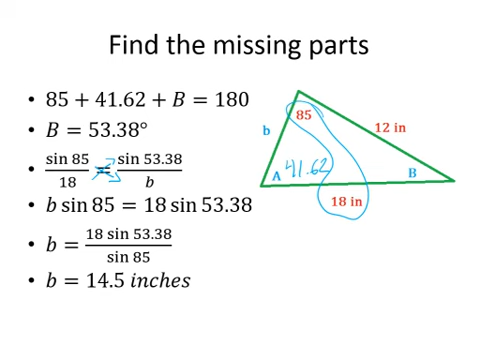 Find the missing parts
• 85 + 41.62 + B = 180
• B = 53.38°
• sin 85 / 18 = sin 53.38 / b
• b sin 85 = 18 sin 53.38
• b = 18 sin 53.38 / sin 85
• b = 14.5 inches
85
b
12 in
A
41.62
B
18 in